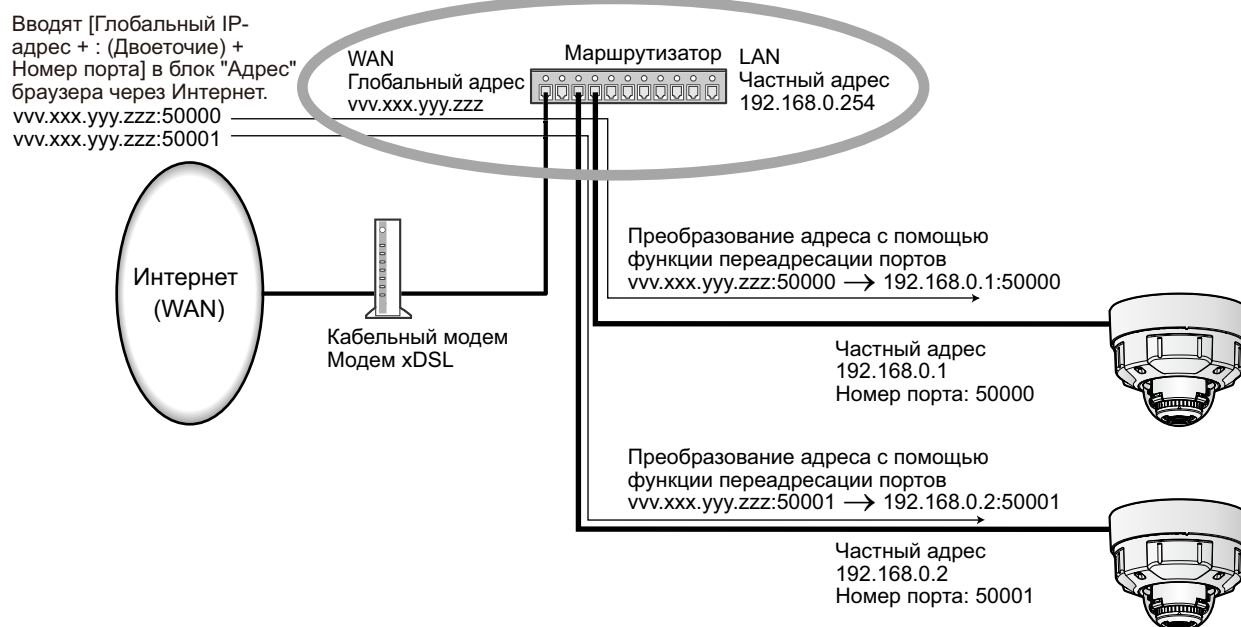 Вводят [Глобальный IP-
адрес + : (Двоеточие) +
Номер порта] в блок "Адрес"
браузера через Интернет.
vvv.xxx.yyy.zzz:50000
vvv.xxx.yyy.zzz:50001
WAN
Глобальный адрес
vvv.xxx.yyy.zzz
Маршрутизатор
LAN
Частный адрес
192.168.0.254
Интернет
(WAN)
Кабельный модем
Модем xDSL
Преобразование адреса с помощью
функции переадресации портов
vvv.xxx.yyy.zzz:50000 → 192.168.0.1:50000
Частный адрес
192.168.0.1
Номер порта: 50000
Преобразование адреса с помощью
функции переадресации портов
vvv.xxx.yyy.zzz:50001 → 192.168.0.2:50001
Частный адрес
192.168.0.2
Номер порта: 50001